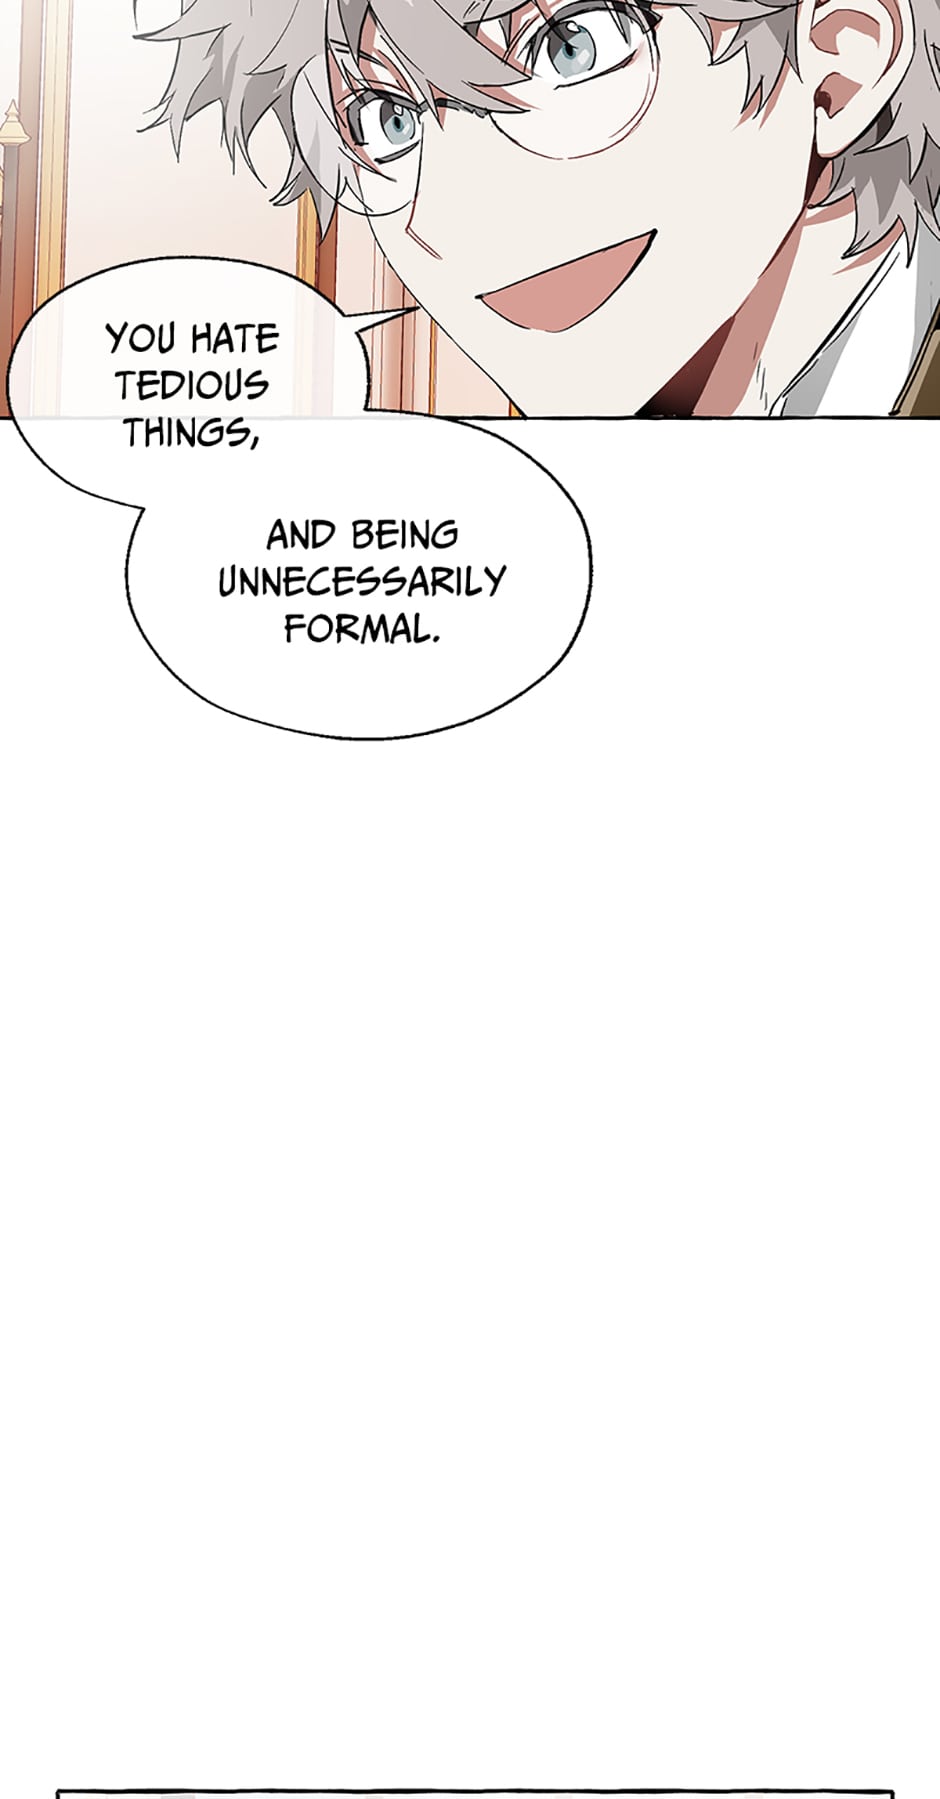 YOU HATE
TEDIOUS
THINGS,
AND BEING
UNNECESSARILY
FORMAL.